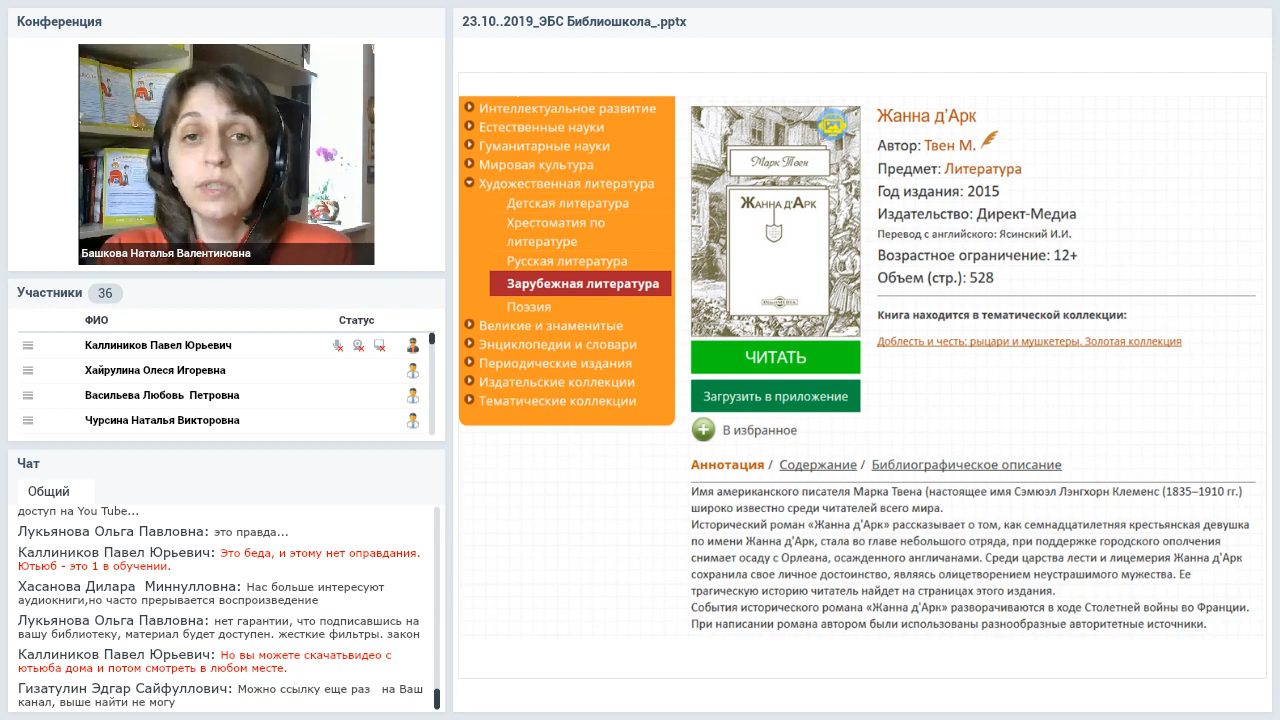 Конференция
Башкова Наталья Валентиновна
Участники 36
ФИО Статус
Каллиников Павел Юрьевич
Хайрулина Олеся Игоревна
Васильева Любовь Петровна
Чурсина Наталья Викторовна
Чат
Общий
доступ на You Tube...
Лукьянова Ольга Павловна: это правда...
Каллиников Павел Юрьевич: Это беда, и этому нет оправдания.
Ютьюб - это 1 в обучении.
Хасанова Дилара Миннулловна: Нас больше интересуют
аудиокниги,но часто прерывается воспроизведение
Лукьянова Ольга Павловна: нет гарантии, что подписавшись на
вашу библиотеку, материал будет доступен. жесткие фильтры. закон
Каллиников Павел Юрьевич: Но вы можете скачатьвидео с
ютьюба дома и потом смотреть в любом месте.
Гизатулин Эдгар Сайфуллович: Можно ссылку еще раз на Ваш
канал, выше найти не могу
23.10..2019_ЭБС Библиошкола_.pptx
Интеллектуальное развитие
Естественные науки
Гуманитарные науки
Мировая культура
Художественная литература
Детская литература
Хрестоматия по
литературе
Русская литература
Зарубежная литература
Поэзия
Великие и знаменитые
Энциклопедии и словари
Периодические издания
Издательские коллекции
Тематические коллекции
Марк Твен
Жанна д'Арк
ЧИТАТЬ
Загрузить в приложение
В избранное
Жанна д'Арк
Автор: Твен М.
Предмет: Литература
Год издания: 2015
Издательство: Директ-Медиа
Перевод с английского: Ясинский И.И.
Возрастное ограничение: 12+
Объем (стр.): 528
Книга находится в тематической коллекции:
Доблесть и честь: рыцари и мушкетеры. Золотая коллекция
Аннотация / Содержание / Библиографическое описание
Имя американского писателя Марка Твена (настоящее имя Сэмюэл Лэнгхорн Клеменс (1835–1910 гг.)
широко известно среди читателей всего мира.
Исторический роман «Жанна д'Арк» рассказывает о том, как семнадцатилетняя крестьянская девушка
по имени Жанна д'Арк, стала во главе небольшого отряда, при поддержке городского ополчения
снимает осаду с Орлеана, осажденного англичанами. Среди царства лести и лицемерия Жанна д'Арк
сохранила свое личное достоинство, являясь олицетворением неустрашимого мужества. Ее
трагическую историю читатель найдет на страницах этого издания.
События исторического романа «Жанна д'Арк» разворачиваются в ходе Столетней войны во Франции.
При написании романа автором были использованы разнообразные авторитетные источники.